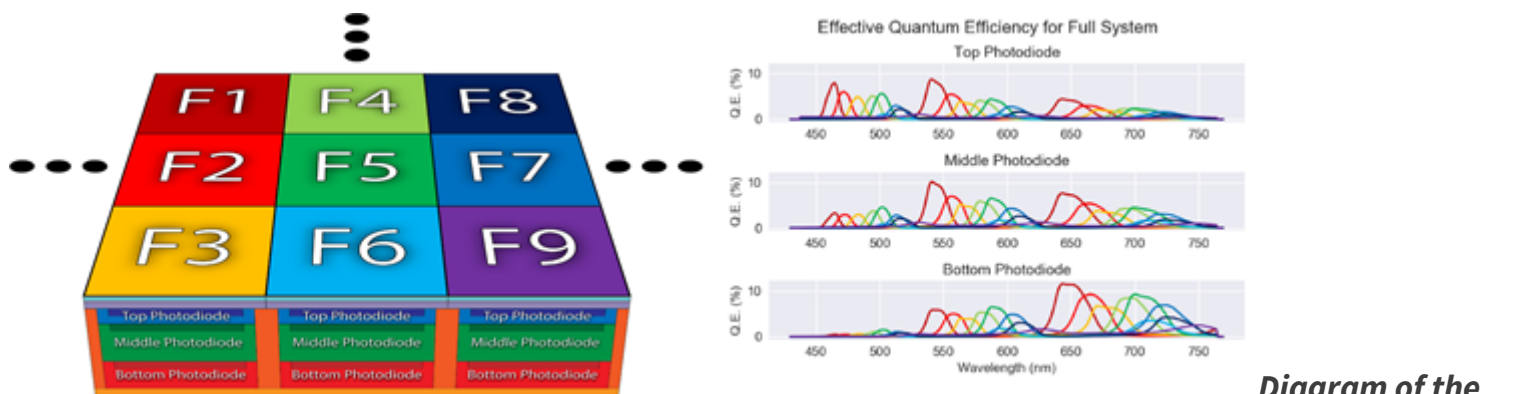 F1 F4 F8
F2 F5 F7
F3 F6 F9
Top Photodiode Top Photodiode Top Photodiode
Middle Photodiode Middle Photodiode Middle Photodiode
Bottom Photodiode Bottom Photodiode Bottom Photodiode
Effective Quantum Efficiency for Full System
Top Photodiode
Q.E. (%)
10
0
450 500 550 600 650 700 750
Middle Photodiode
Q.E. (%)
10
0
450 500 550 600 650 700 750
Bottom Photodiode
Q.E. (%)
10
0
450 500 550 600 650 700 750
Wavelength (nm)
Diagram of the